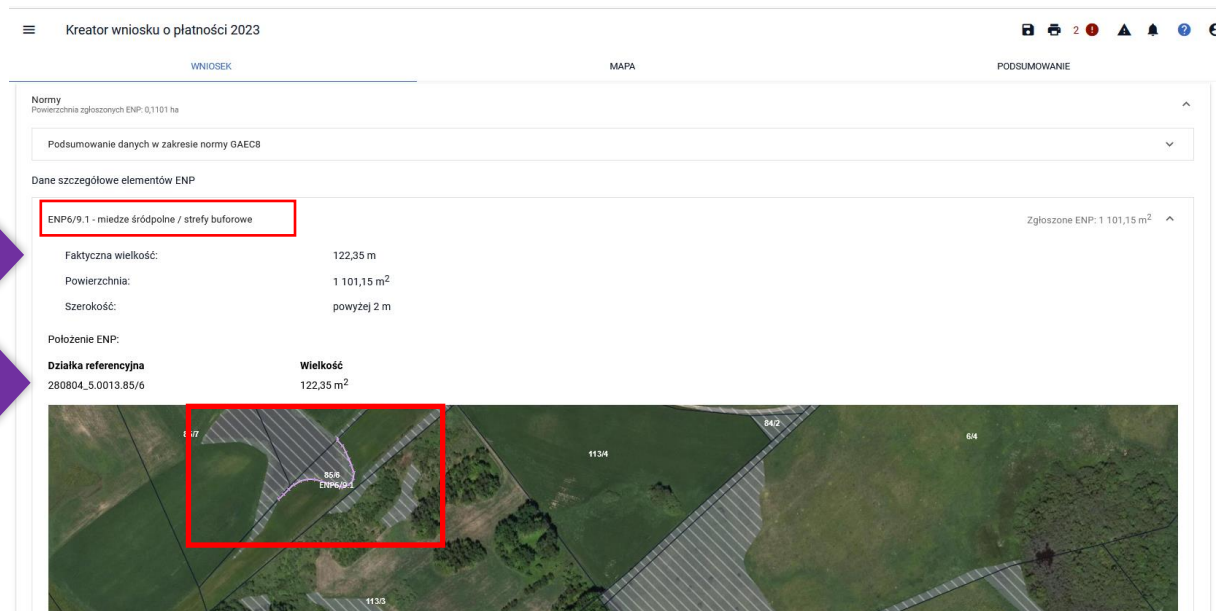 Kreator wniosku o płatności 2023
2
WNIOSEK
MAPA
PODSUMOWANIE
Normy
Powierzchnia zgłoszonych ENP: 0,1101 ha
Podsumowanie danych w zakresie normy GAEC8
Dane szczegółowe elementów ENP
ENP6/9.1 - miedze śródpolne / strefy buforowe
Zgłoszone ENP: 1 101,15 m²
Faktyczna wielkość: 122,35 m
Powierzchnia: 1 101,15 m²
Szerokość: powyżej 2 m
Położenie ENP:
Działka referencyjna Wielkość
280804_5.0013.85/6 122,35 m²
84/2
6/4
113/4
85/6
ENP6/9.1
113/3